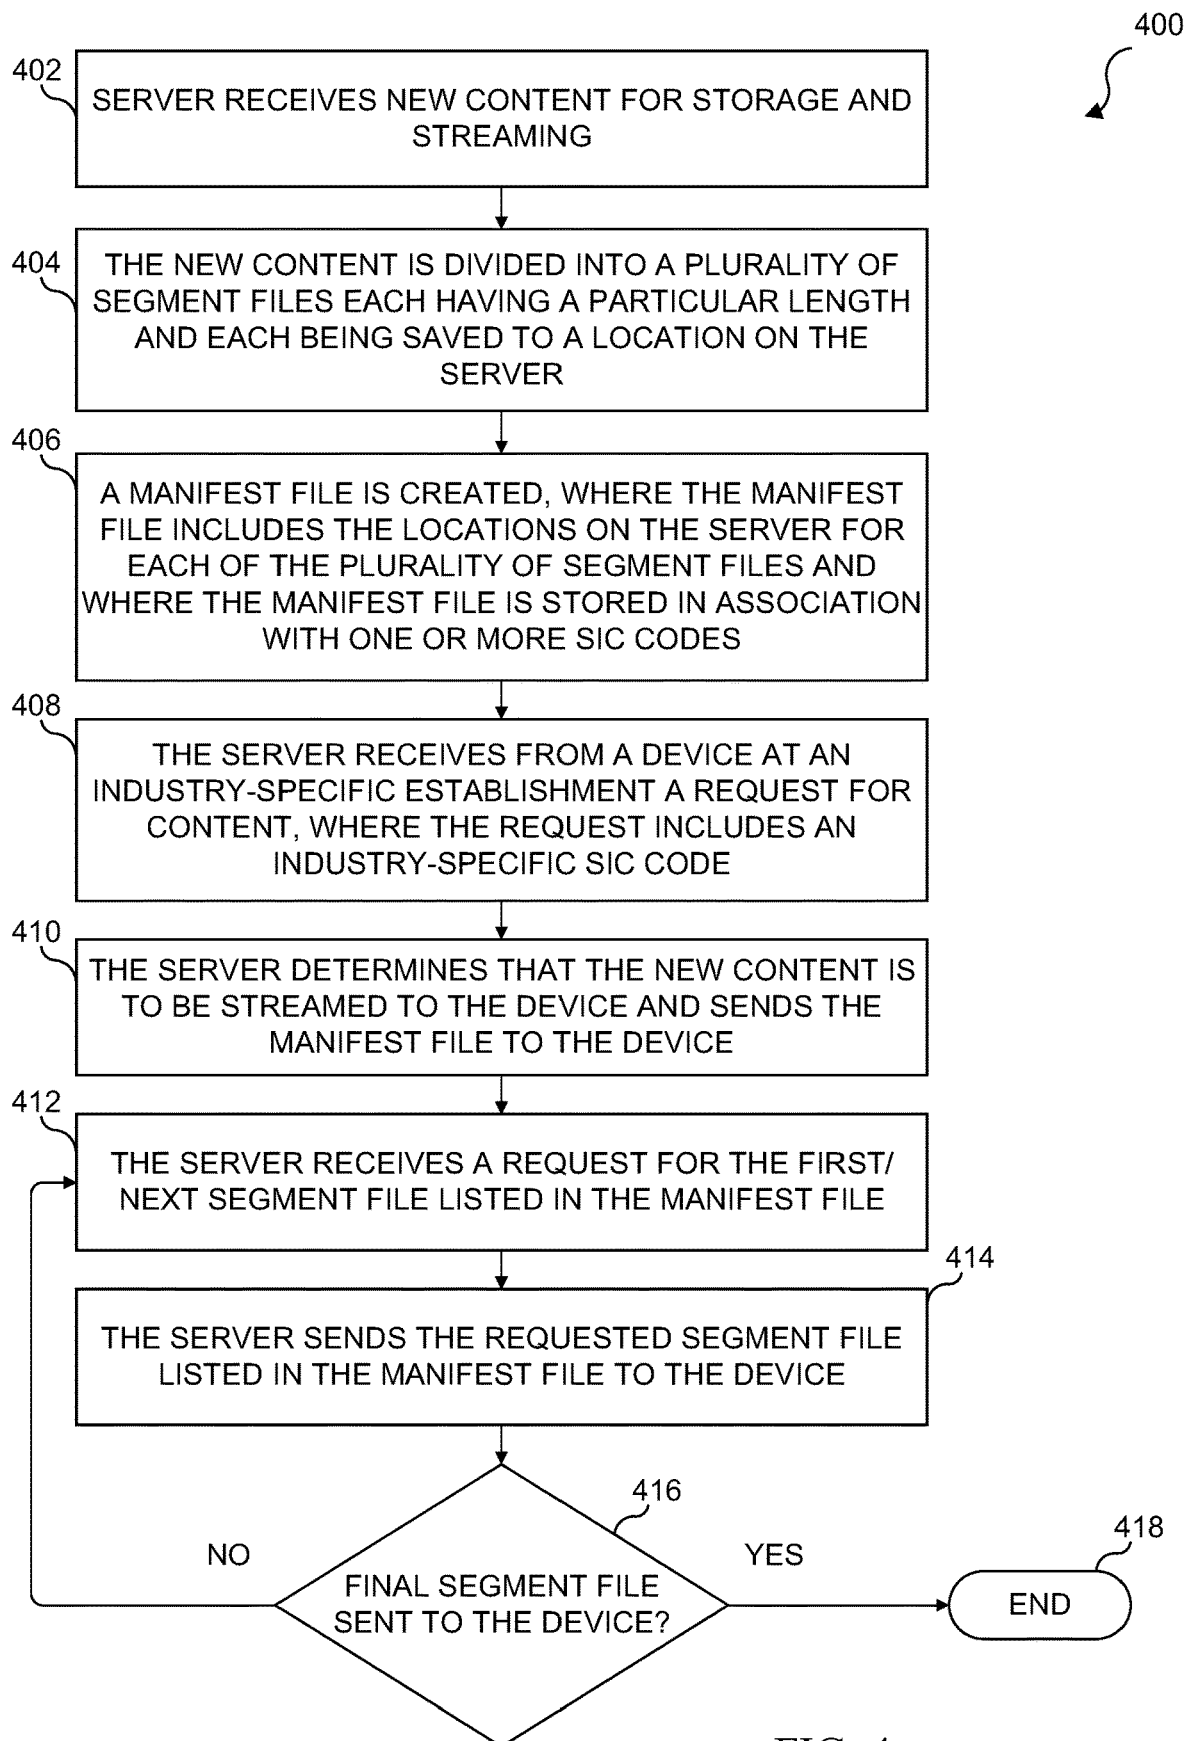 400
402
SERVER RECEIVES NEW CONTENT FOR STORAGE AND
STREAMING
404
THE NEW CONTENT IS DIVIDED INTO A PLURALITY OF
SEGMENT FILES EACH HAVING A PARTICULAR LENGTH
AND EACH BEING SAVED TO A LOCATION ON THE
SERVER
406
A MANIFEST FILE IS CREATED, WHERE THE MANIFEST
FILE INCLUDES THE LOCATIONS ON THE SERVER FOR
EACH OF THE PLURALITY OF SEGMENT FILES AND
WHERE THE MANIFEST FILE IS STORED IN ASSOCIATION
WITH ONE OR MORE SIC CODES
408
THE SERVER RECEIVES FROM A DEVICE AT AN
INDUSTRY-SPECIFIC ESTABLISHMENT A REQUEST FOR
CONTENT, WHERE THE REQUEST INCLUDES AN
INDUSTRY-SPECIFIC SIC CODE
410
THE SERVER DETERMINES THAT THE NEW CONTENT IS
TO BE STREAMED TO THE DEVICE AND SENDS THE
MANIFEST FILE TO THE DEVICE
412
THE SERVER RECEIVES A REQUEST FOR THE FIRST/
NEXT SEGMENT FILE LISTED IN THE MANIFEST FILE
414
THE SERVER SENDS THE REQUESTED SEGMENT FILE
LISTED IN THE MANIFEST FILE TO THE DEVICE
416
NO
YES
418
FINAL SEGMENT FILE
SENT TO THE DEVICE?
END